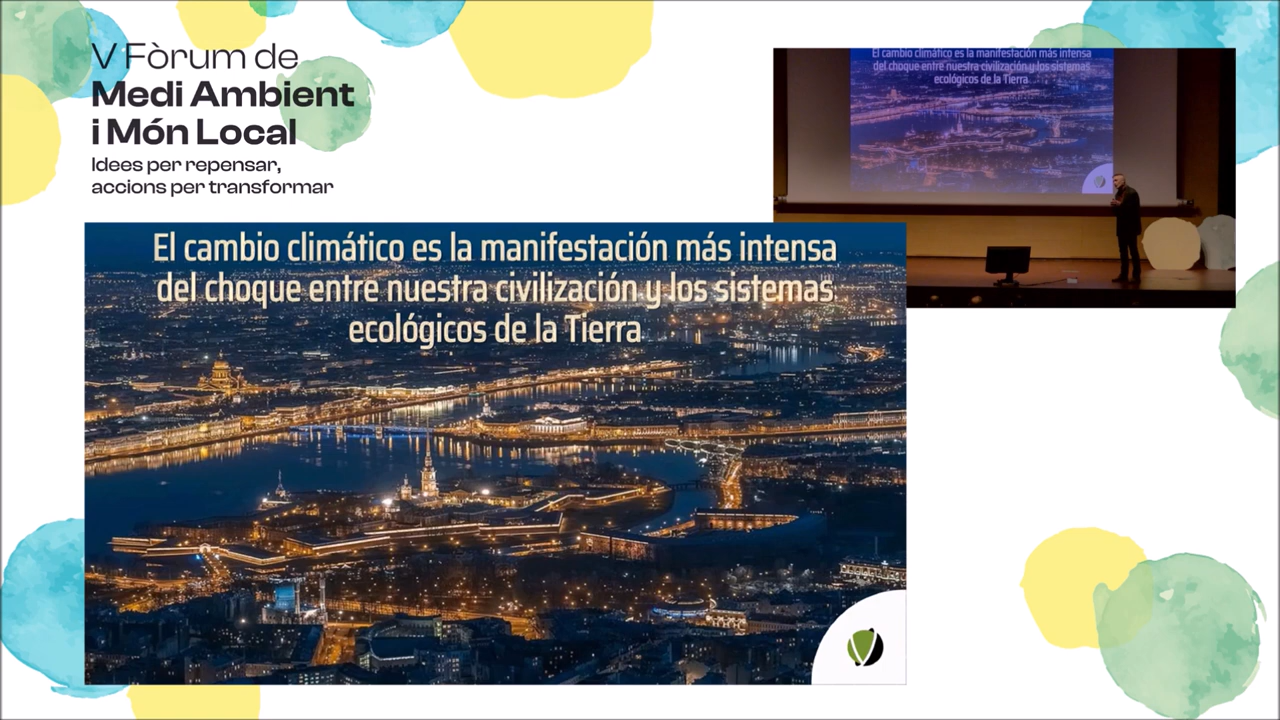 V Fòrum de
Medi Ambient
i Món Local
Idees per repensar,
accions per transformar
El cambio climático es la manifestación más intensa
del choque entre nuestra civilización y los sistemas
ecológicos de la Tierra
El cambio climático es la manifestación más intensa
del choque entre nuestra civilización y los sistemas
ecológicos de la Tierra